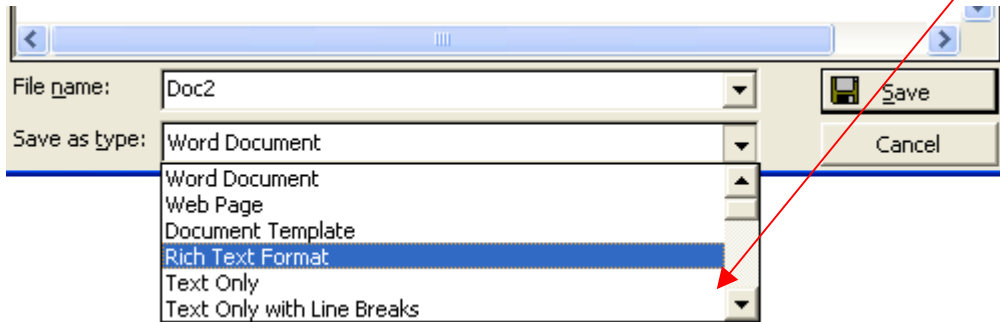 File name: Doc2 Save
Save as type: Word Document Cancel
Word Document
Web Page
Document Template
Rich Text Format
Text Only
Text Only with Line Breaks